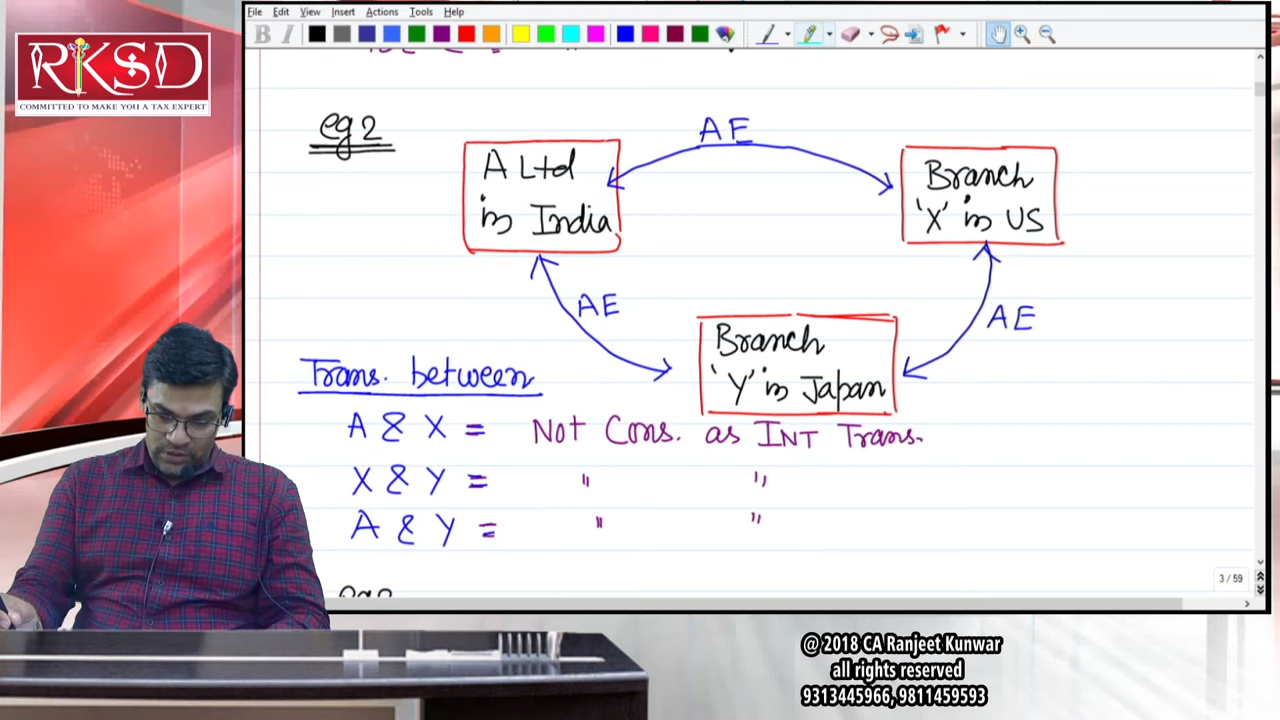 File Edit View Insert Actions Tools Help
B I
RKSD
COMMITTED TO MAKE YOU A TAX EXPERT
eg 2
AE
A Ltd
in India
Branch
'X' in US
AE
AE
Branch
'Y' in Japan
Trans. between
A & X = Not Cons. as INT Trans.
X & Y = " "
A & Y = " "
3 / 59
@ 2018 CA Ranjeet Kunwar
all rights reserved
9313445966, 9811459593